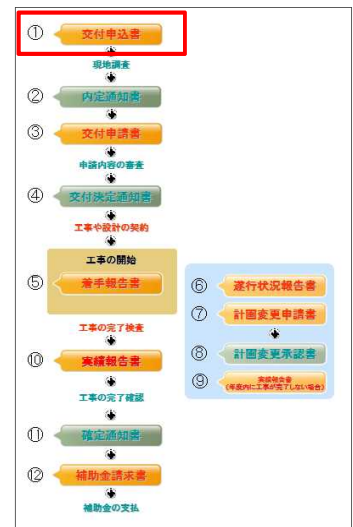 ① 交付申込書
現地調査
② 内定通知書
③ 交付申請書
申請内容の審査
④ 交付決定通知書
工事や設計の契約
工事の開始
⑤ 着手報告書
⑥ 遂行状況報告書
⑦ 計画変更申請書
⑧ 計画変更承認書
⑨ 実績報告書
(年度内に工事が完了しない場合)
工事の完了検査
⑩ 実績報告書
工事の完了確認
⑪ 確定通知書
⑫ 補助金請求書
補助金の支払